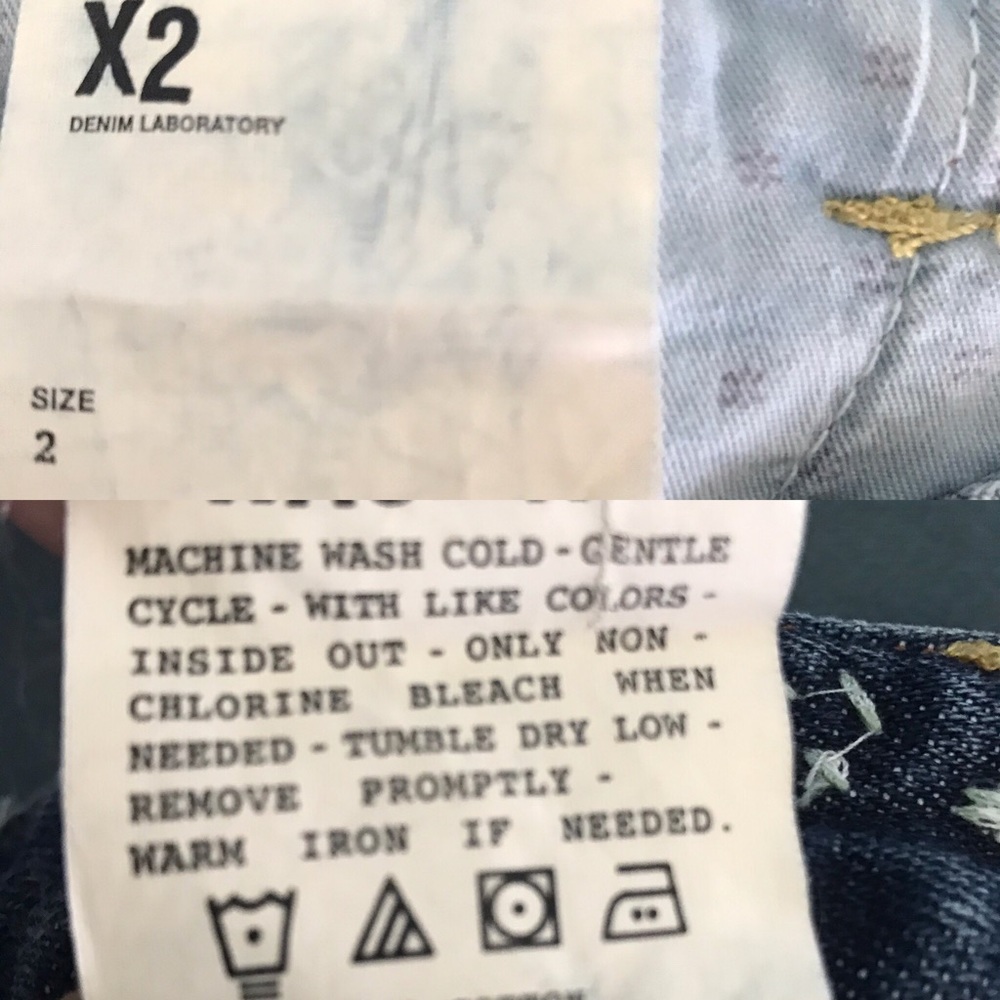 X2
DENIM LABORATORY
SIZE
2
MACHINE WASH COLD - GENTLE
CYCLE - WITH LIKE COLORS -
INSIDE OUT - ONLY NON -
CHLORINE BLEACH WHEN
NEEDED - TUMBLE DRY LOW -
REMOVE PROMPTLY -
WARM IRON IF NEEDED.